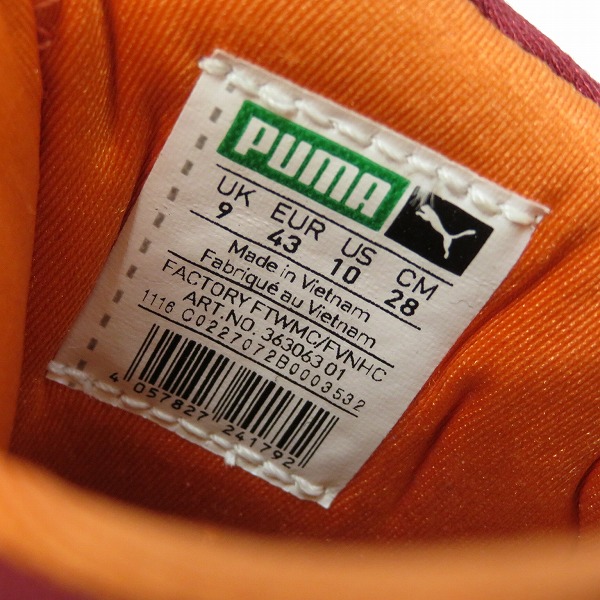 PUMA
UK EUR US CM
9 43 10 28
Made in Vietnam
Fabriqué au Vietnam
FACTORY FTWMC/FVNHC
ART.NO. 363063 01
1116 C0227072B0003532
4 057827 241792